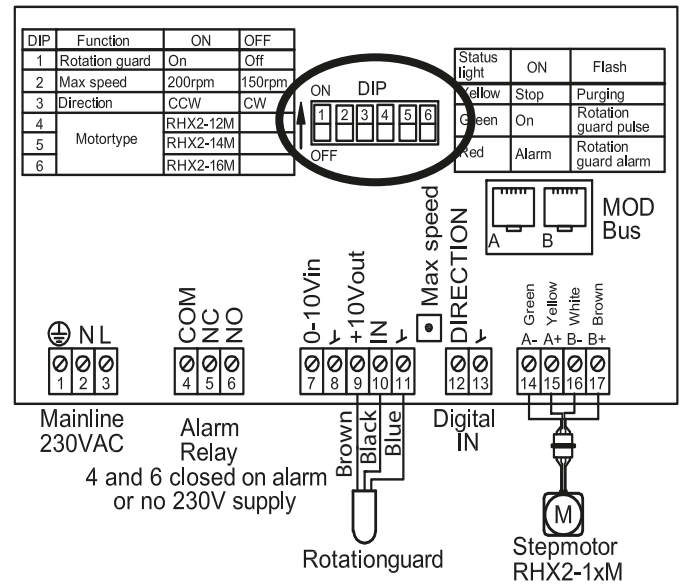 DIP Function ON OFF
1 Rotation guard On Off
2 Max speed 200rpm 150rpm
3 Direction CCW CW
4 Motortype RHX2-12M
5 RHX2-14M
6 RHX2-16M
ON DIP
1 2 3 4 5 6
OFF
Status light ON Flash
Yellow Stop Purging
Green On Rotation guard pulse
Red Alarm Rotation guard alarm
A B
MOD
Bus
N L
COM
NC
NO
0-10Vin
+10Vout
IN
Max speed
DIRECTION
Green
Yellow
White
Brown
A- A+ B- B+
1 2 3
4 5 6
7 8 9 10 11
12 13
14 15 16 17
Mainline
230VAC
Alarm
Relay
4 and 6 closed on alarm
or no 230V supply
Brown
Black
Blue
Rotationguard
Digital
IN
M
Stepmotor
RHX2-1xM